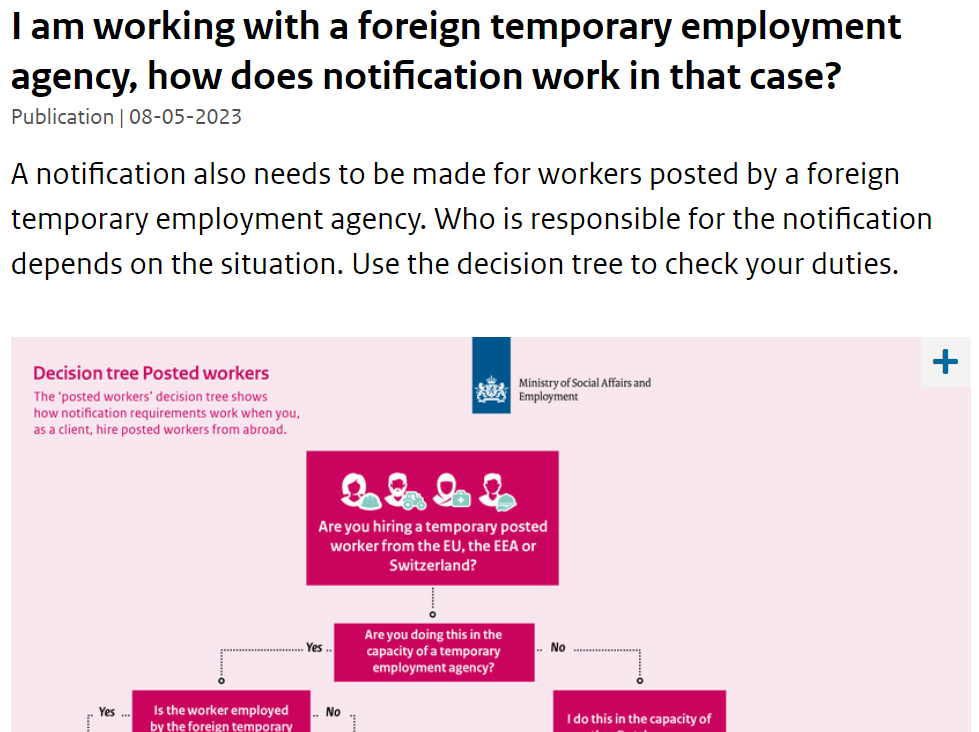 I am working with a foreign temporary employment
agency, how does notification work in that case?
Publication | 08-05-2023
A notification also needs to be made for workers posted by a foreign
temporary employment agency. Who is responsible for the notification
depends on the situation. Use the decision tree to check your duties.
Decision tree Posted workers
The ‘posted workers’ decision tree shows
how notification requirements work when you,
as a client, hire posted workers from abroad.
Ministry of Social Affairs and
Employment
Are you hiring a temporary posted
worker from the EU, the EEA or
Switzerland?
Yes
Are you doing this in the
capacity of a temporary
employment agency?
No
Yes
Is the worker employed
by the foreign temporary
No
I do this in the capacity of